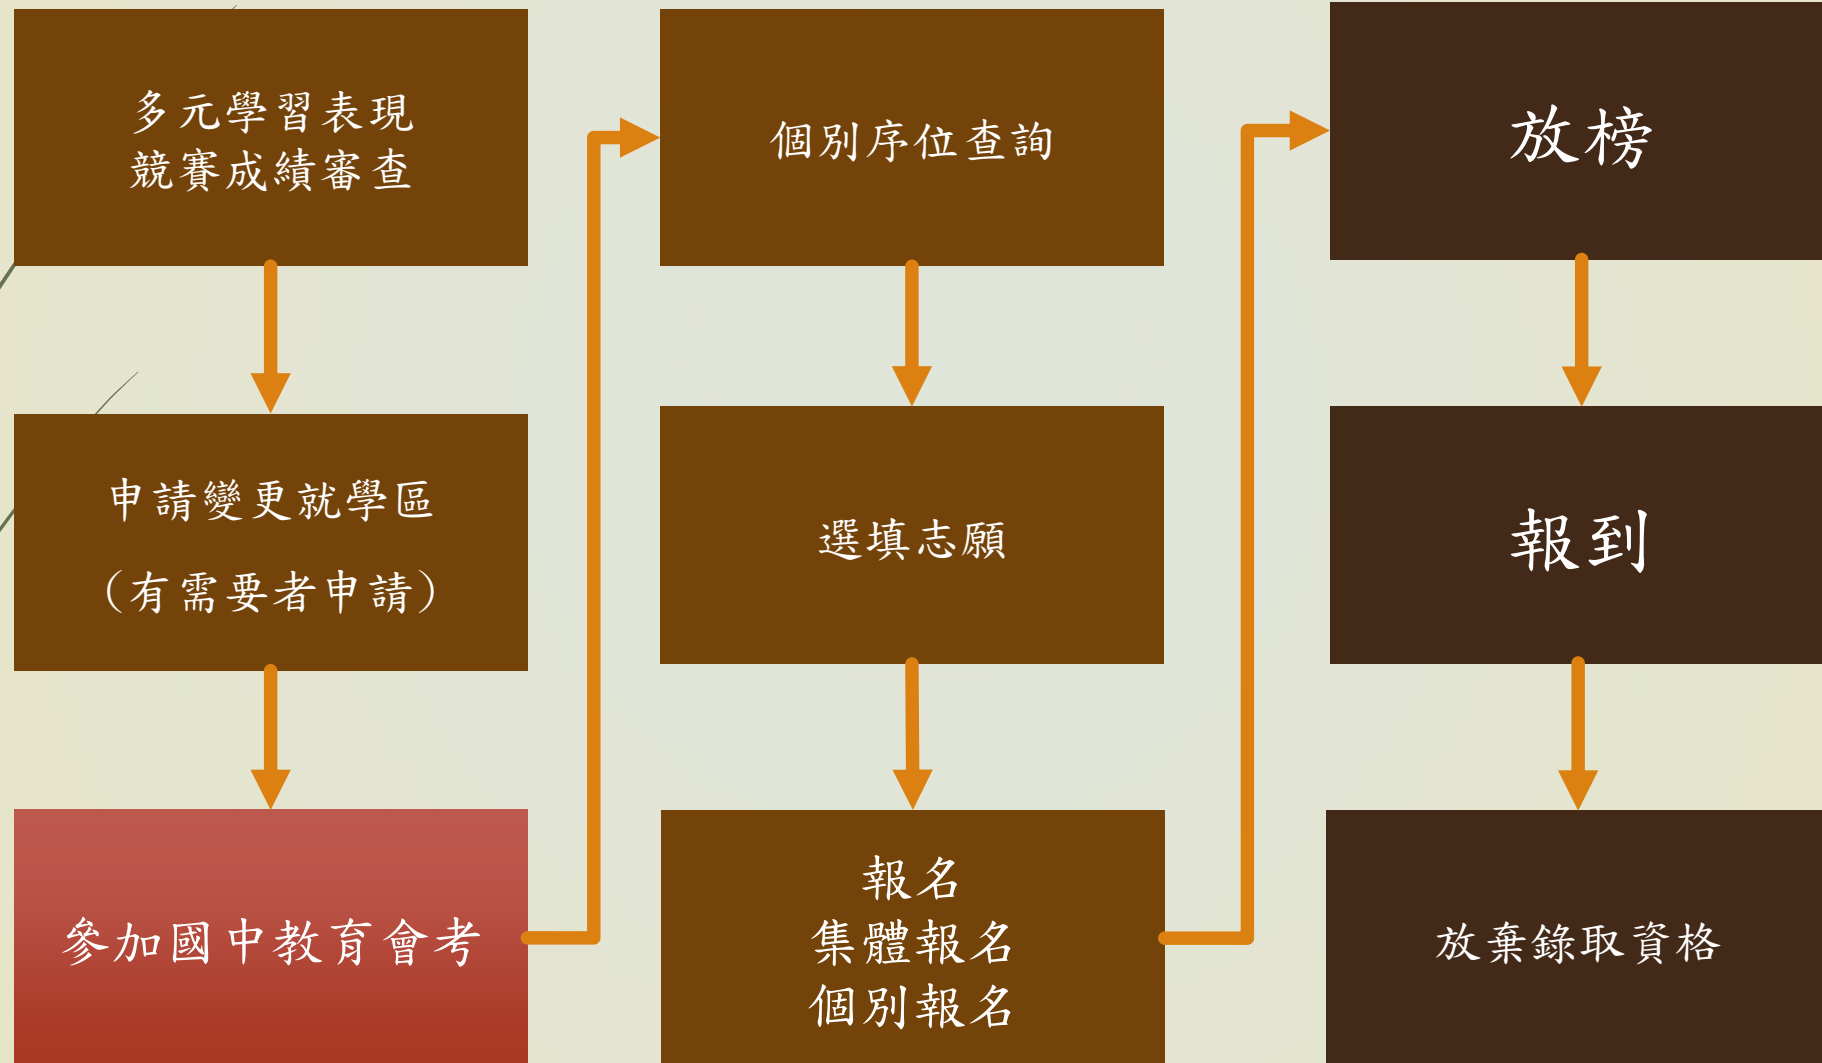 多元學習表現
競賽成績審查
申請變更就學區
（有需要者申請）
參加國中教育會考
個別序位查詢
選填志願
報名
集體報名
個別報名
放榜
報到
放棄錄取資格